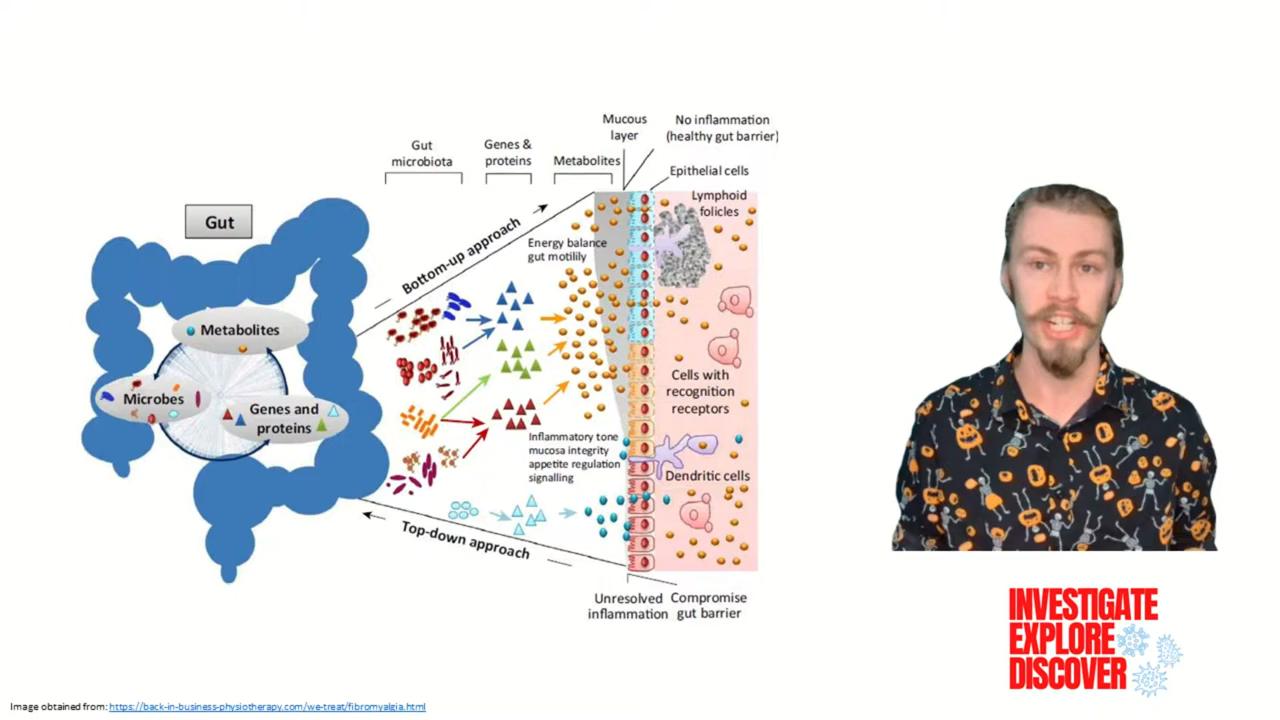 Mucous
layer
No inflammation
(healthy gut barrier)
Gut
microbiota
Genes &
proteins
Metabolites
Epithelial cells
Lymphoid
folicles
Gut
Bottom-up approach
Energy balance
gut motilily
Metabolites
Microbes
Genes and
proteins
Cells with
recognition
receptors
Inflammatory tone
mucosa integrity
appetite regulation
signalling
Dendritic cells
Top-down approach
Unresolved
inflammation
Compromise
gut barrier
INVESTIGATE
EXPLORE
DISCOVER
Image obtained from: https://back-in-business-physiotherapy.com/we-treat/fibromyalgia.html